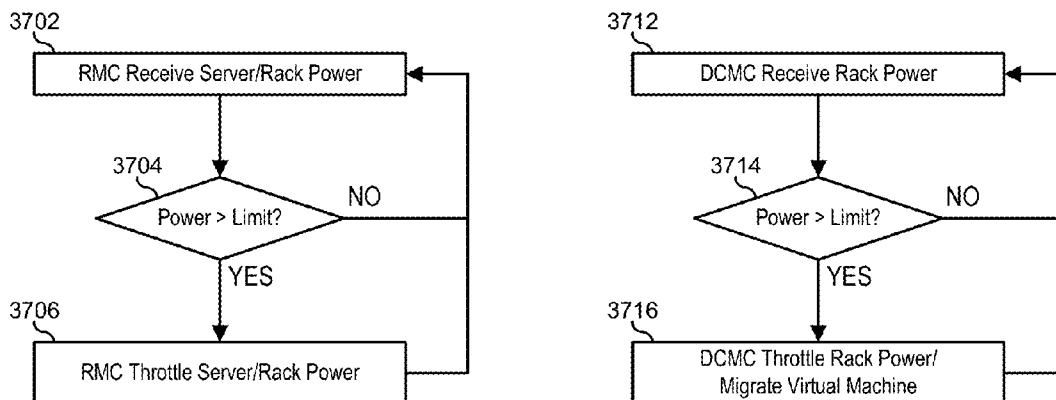 3702
RMC Receive Server/Rack Power
3704
Power > Limit?
NO
YES
3706
RMC Throttle Server/Rack Power
3712
DCMC Receive Rack Power
3714
Power > Limit?
NO
YES
3716
DCMC Throttle Rack Power/
Migrate Virtual Machine